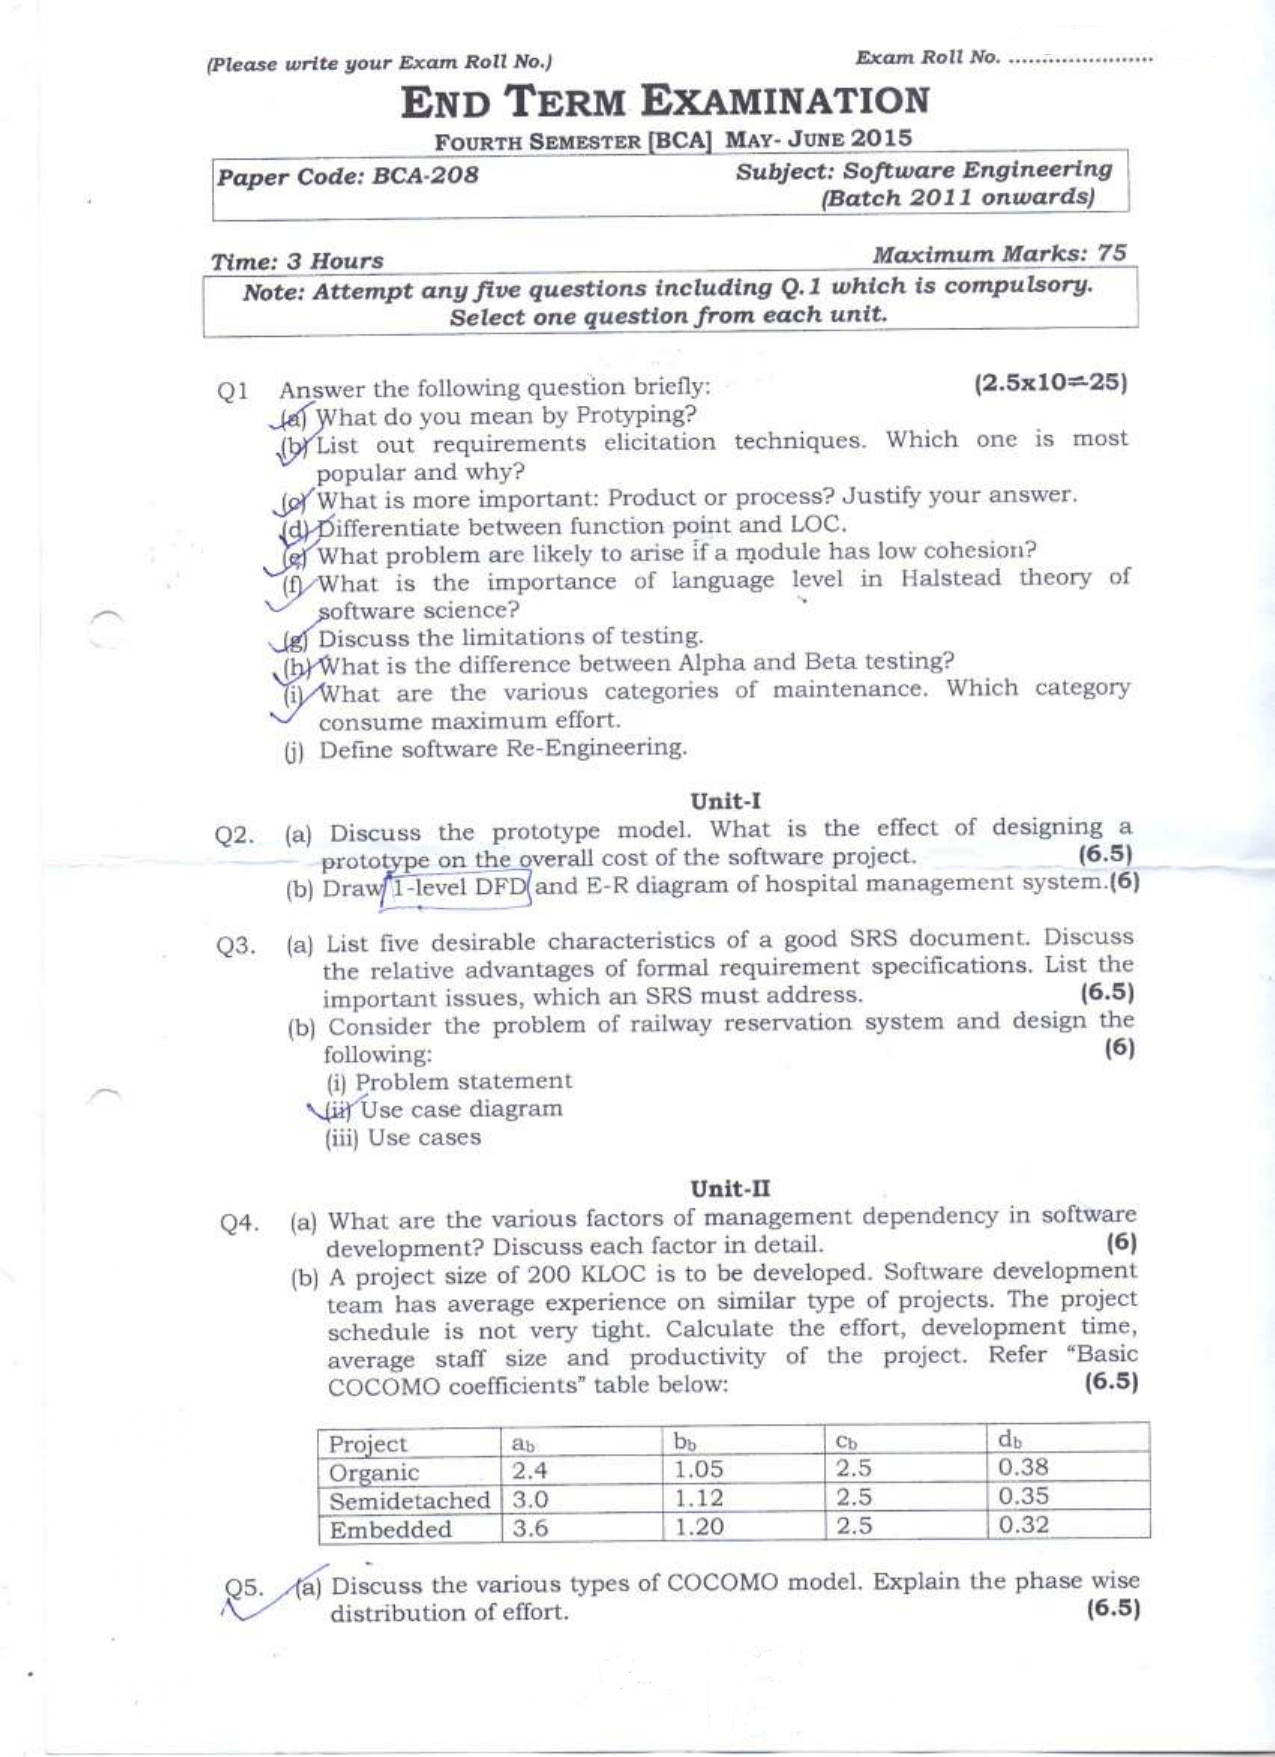 (Please write your Exam Roll No.) Exam Roll No. ......................
END TERM EXAMINATION
FOURTH SEMESTER [BCA] MAY- JUNE 2015
Paper Code: BCA-208 Subject: Software Engineering
(Batch 2011 onwards)
Time: 3 Hours Maximum Marks: 75
Note: Attempt any five questions including Q.1 which is compulsory.
Select one question from each unit.
Q1 Answer the following question briefly: (2.5x10=25)
(a) What do you mean by Protyping?
(b) List out requirements elicitation techniques. Which one is most
popular and why?
(c) What is more important: Product or process? Justify your answer.
(d) Differentiate between function point and LOC.
(e) What problem are likely to arise if a module has low cohesion?
(f) What is the importance of language level in Halstead theory of
software science?
(g) Discuss the limitations of testing.
(h) What is the difference between Alpha and Beta testing?
(i) What are the various categories of maintenance. Which category
consume maximum effort.
(j) Define software Re-Engineering.
Unit-I
Q2. (a) Discuss the prototype model. What is the effect of designing a
prototype on the overall cost of the software project. (6.5)
(b) Draw 1-level DFD and E-R diagram of hospital management system.(6)
Q3. (a) List five desirable characteristics of a good SRS document. Discuss
the relative advantages of formal requirement specifications. List the
important issues, which an SRS must address. (6.5)
(b) Consider the problem of railway reservation system and design the
following: (6)
(i) Problem statement
(ii) Use case diagram
(iii) Use cases
Unit-II
Q4. (a) What are the various factors of management dependency in software
development? Discuss each factor in detail. (6)
(b) A project size of 200 KLOC is to be developed. Software development
team has average experience on similar type of projects. The project
schedule is not very tight. Calculate the effort, development time,
average staff size and productivity of the project. Refer “Basic
COCOMO coefficients” table below: (6.5)
Project ab bb cb db
Organic 2.4 1.05 2.5 0.38
Semidetached 3.0 1.12 2.5 0.35
Embedded 3.6 1.20 2.5 0.32
Q5. (a) Discuss the various types of COCOMO model. Explain the phase wise
distribution of effort. (6.5)